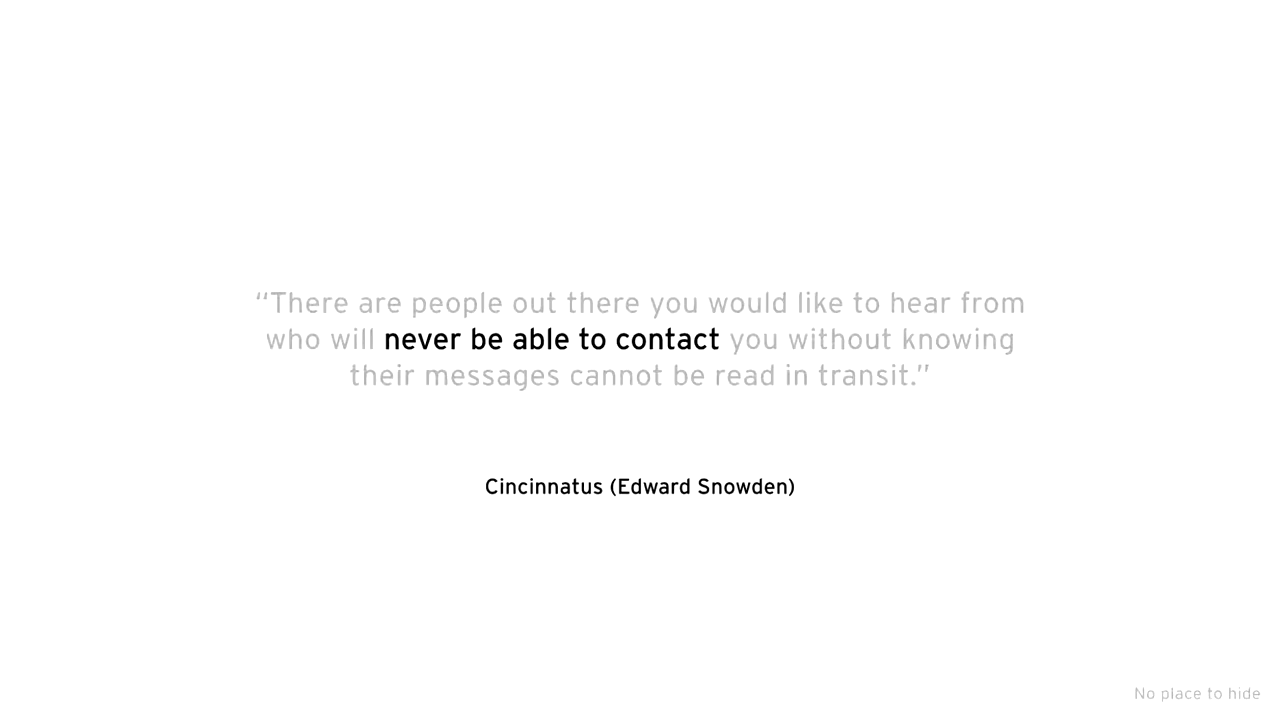 “There are people out there you would like to hear from
who will never be able to contact you without knowing
their messages cannot be read in transit.”
Cincinnatus (Edward Snowden)
No place to hide